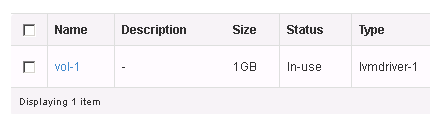 Name Description Size Status Type
vol-1 - 1GB In-use lvmdriver-1
Displaying 1 item